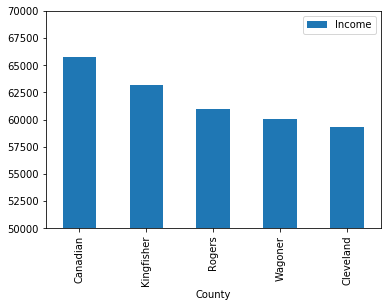 70000
67500
65000
62500
60000
57500
55000
52500
50000
Income
Canadian
Kingfisher
Rogers
Wagoner
Cleveland
County